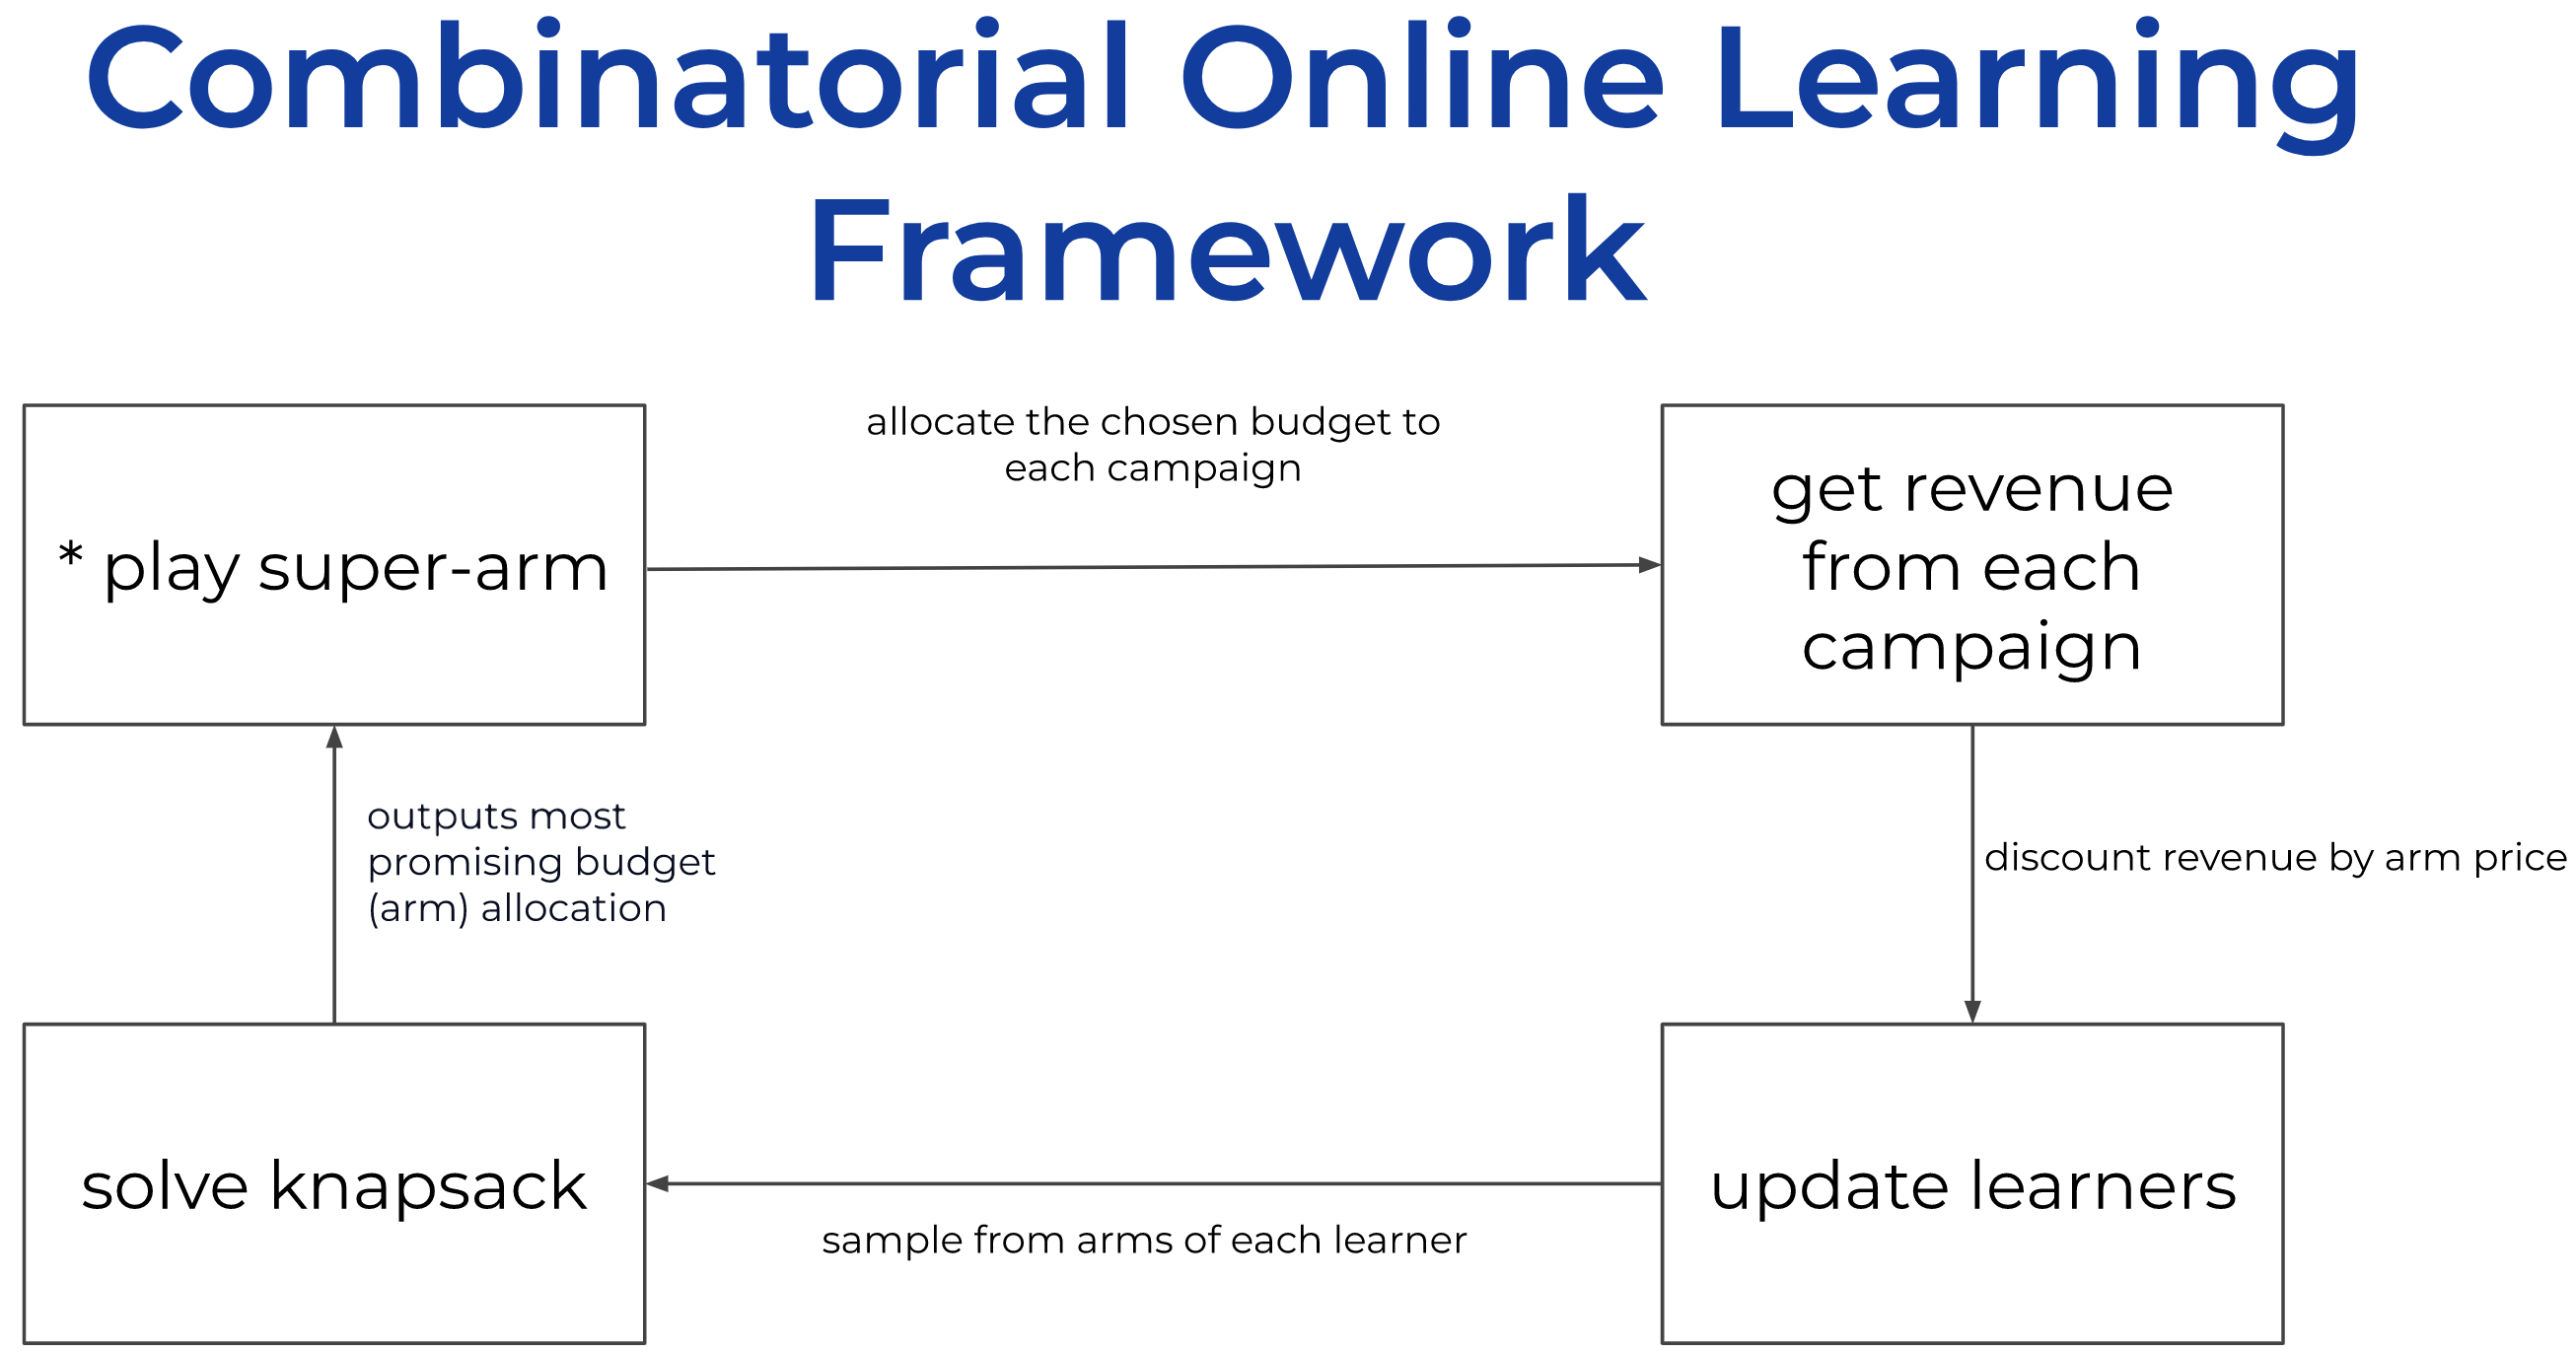 Combinatorial Online Learning
Framework
* play super-arm
allocate the chosen budget to
each campaign
get revenue
from each
campaign
outputs most
promising budget
(arm) allocation
discount revenue by arm price
solve knapsack
sample from arms of each learner
update learners